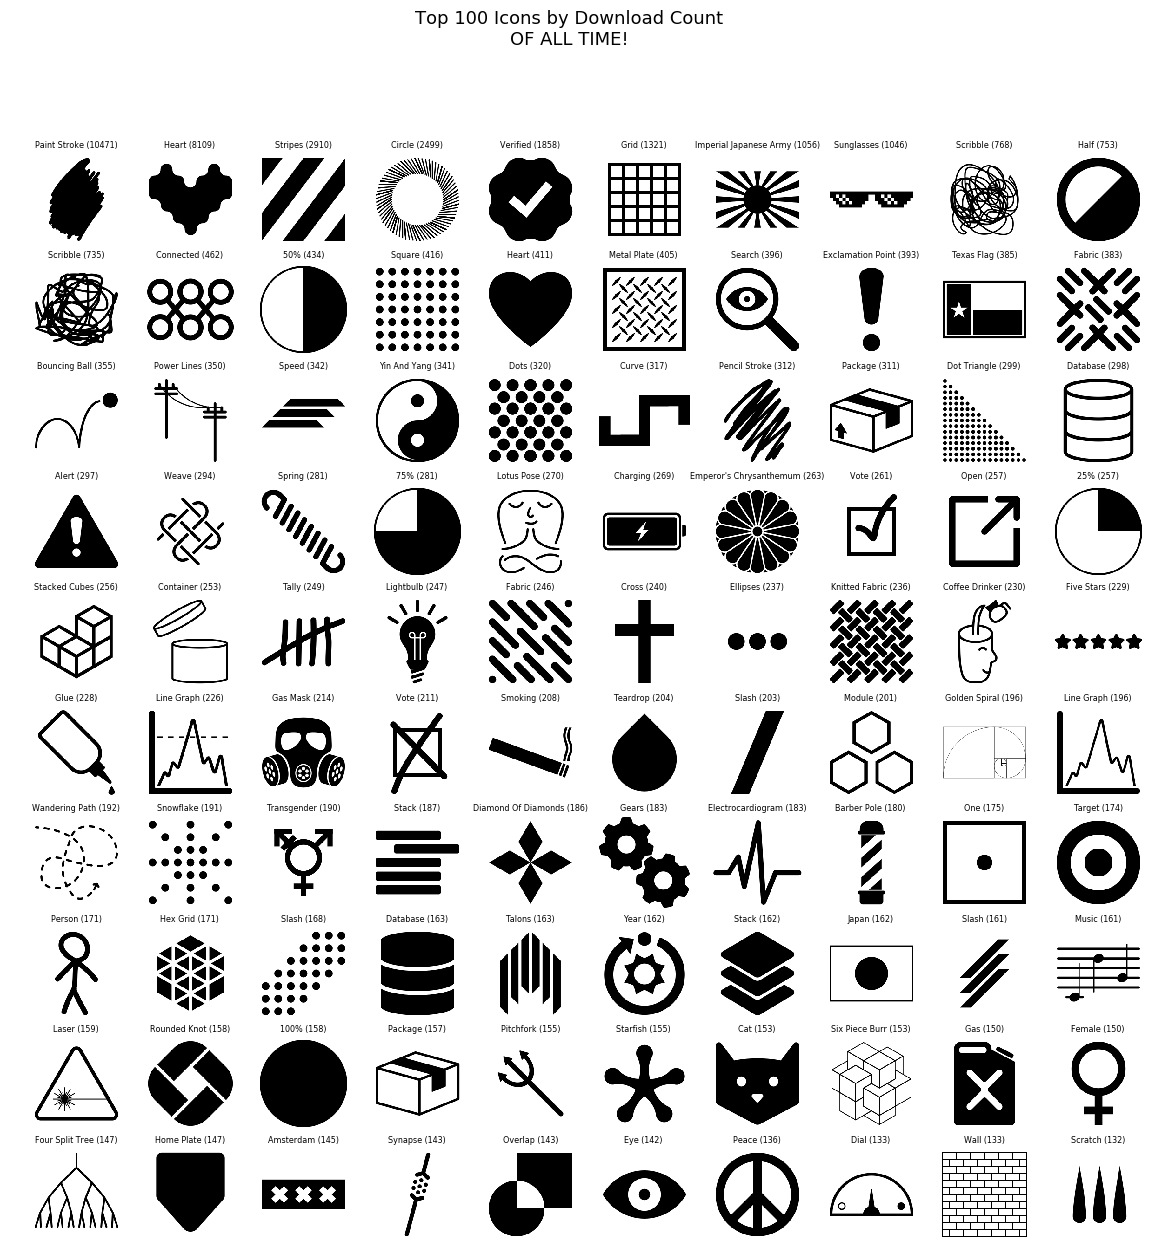 Top 100 Icons by Download Count
OF ALL TIME!
Paint Stroke (10471) Heart (8109) Stripes (2910) Circle (2499) Verified (1858) Grid (1321) Imperial Japanese Army (1056) Sunglasses (1046) Scribble (768) Half (753)
Scribble (735) Connected (462) 50% (434) Square (416) Heart (411) Metal Plate (405) Search (396) Exclamation Point (393) Texas Flag (385) Fabric (383)
Bouncing Ball (355) Power Lines (350) Speed (342) Yin And Yang (341) Dots (320) Curve (317) Pencil Stroke (312) Package (311) Dot Triangle (299) Database (298)
Alert (297) Weave (294) Spring (281) 75% (281) Lotus Pose (270) Charging (269) Emperor's Chrysanthemum (263) Vote (261) Open (257) 25% (257)
Stacked Cubes (256) Container (253) Tally (249) Lightbulb (247) Fabric (246) Cross (240) Ellipses (237) Knitted Fabric (236) Coffee Drinker (230) Five Stars (229)
Glue (228) Line Graph (226) Gas Mask (214) Vote (211) Smoking (208) Teardrop (204) Slash (203) Module (201) Golden Spiral (196) Line Graph (196)
Wandering Path (192) Snowflake (191) Transgender (190) Stack (187) Diamond Of Diamonds (186) Gears (183) Electrocardiogram (183) Barber Pole (180) One (175) Target (174)
Person (171) Hex Grid (171) Slash (168) Database (163) Talons (163) Year (162) Stack (162) Japan (162) Slash (161) Music (161)
Laser (159) Rounded Knot (158) 100% (158) Package (157) Pitchfork (155) Starfish (155) Cat (153) Six Piece Burr (153) Gas (150) Female (150)
Four Split Tree (147) Home Plate (147) Amsterdam (145) Synapse (143) Overlap (143) Eye (142) Peace (136) Dial (133) Wall (133) Scratch (132)